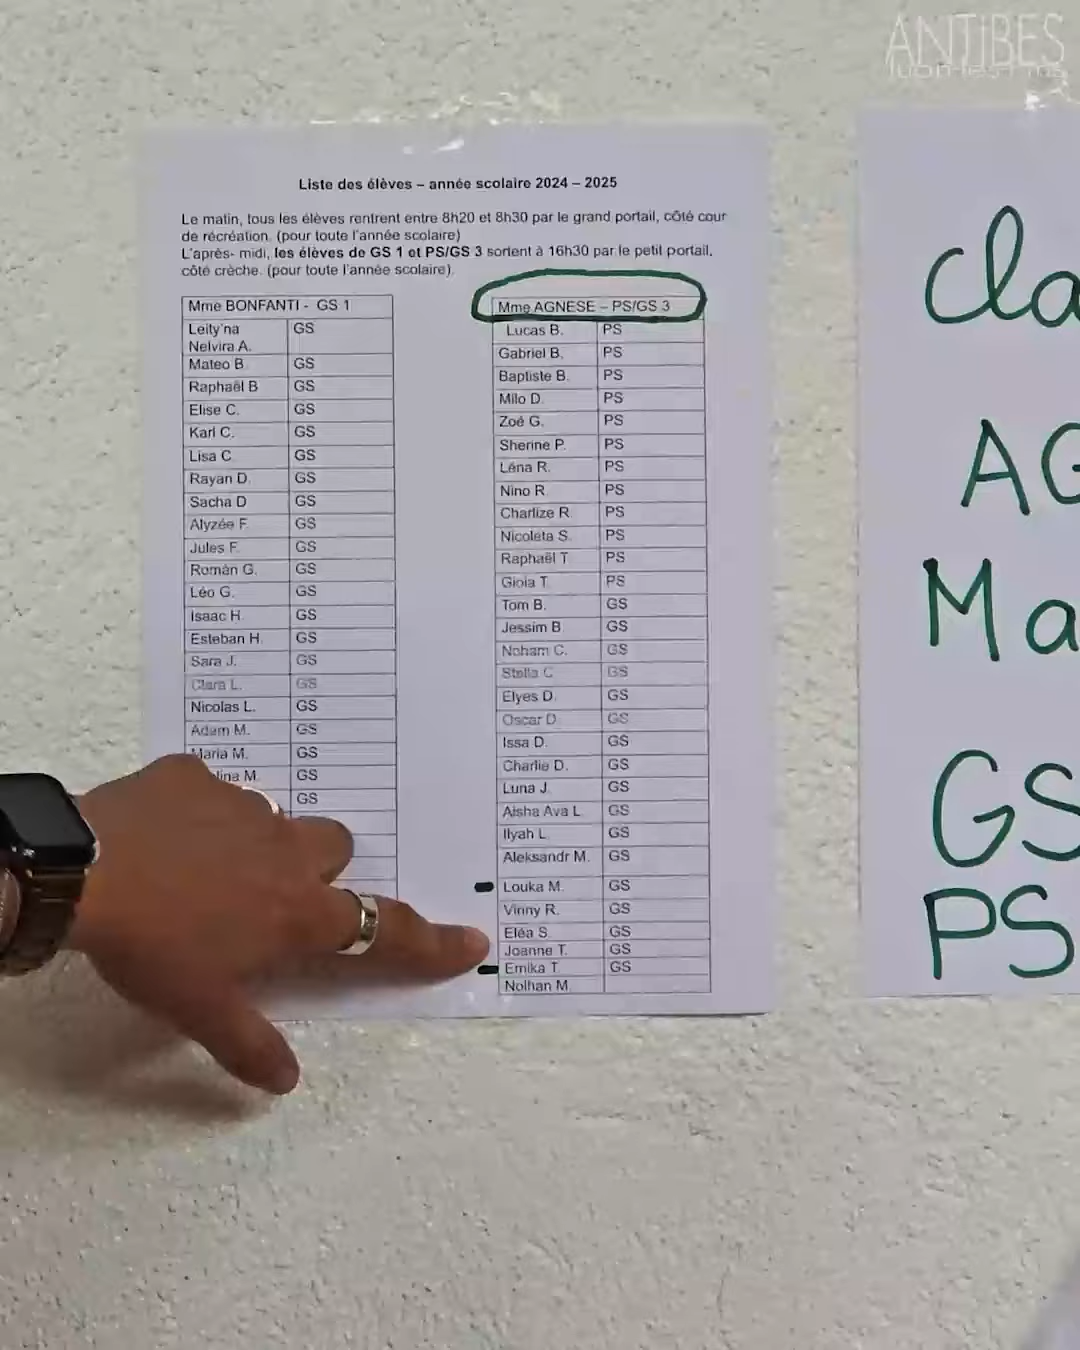 ANTIBES
Liste des élèves – année scolaire 2024 – 2025
Le matin, tous les élèves rentrent entre 8h20 et 8h30 par le grand portail, côté cour
de récréation. (pour toute l'année scolaire)
L'après- midi, les élèves de GS 1 et PS/GS 3 sortent à 16h30 par le petit portail,
côté crèche. (pour toute l'année scolaire).
Mme BONFANTI - GS 1
Leity'na GS
Nelvira A.
Mateo B. GS
Raphaël B GS
Elise C. GS
Karl C. GS
Lisa C. GS
Rayan D. GS
Sacha D GS
Alyzée F. GS
Jules F. GS
Román G. GS
Léo G. GS
Isaac H. GS
Esteban H. GS
Sara J. GS
Clara L. GS
Nicolas L. GS
Adam M. GS
Maria M. GS
M. GS
GS
Mme AGNESE – PS/GS 3
Lucas B. PS
Gabriel B. PS
Baptiste B. PS
Milo D. PS
Zoé G. PS
Sherine P. PS
Léna R. PS
Nino R. PS
Charlize R. PS
Nicoleta S. PS
Raphaël T. PS
Gioia T. PS
Tom B. GS
Jessim B GS
Noham C. GS
Stella C GS
Elyes D. GS
Oscar D. GS
Issa D. GS
Charlie D. GS
Luna J. GS
Aisha Ava L. GS
Ilyah L. GS
Aleksandr M. GS
Louka M. GS
Vinny R. GS
Eléa S. GS
Joanne T. GS
Emika T. GS
Nolhan M.
cla
AG
Ma
GS
PS